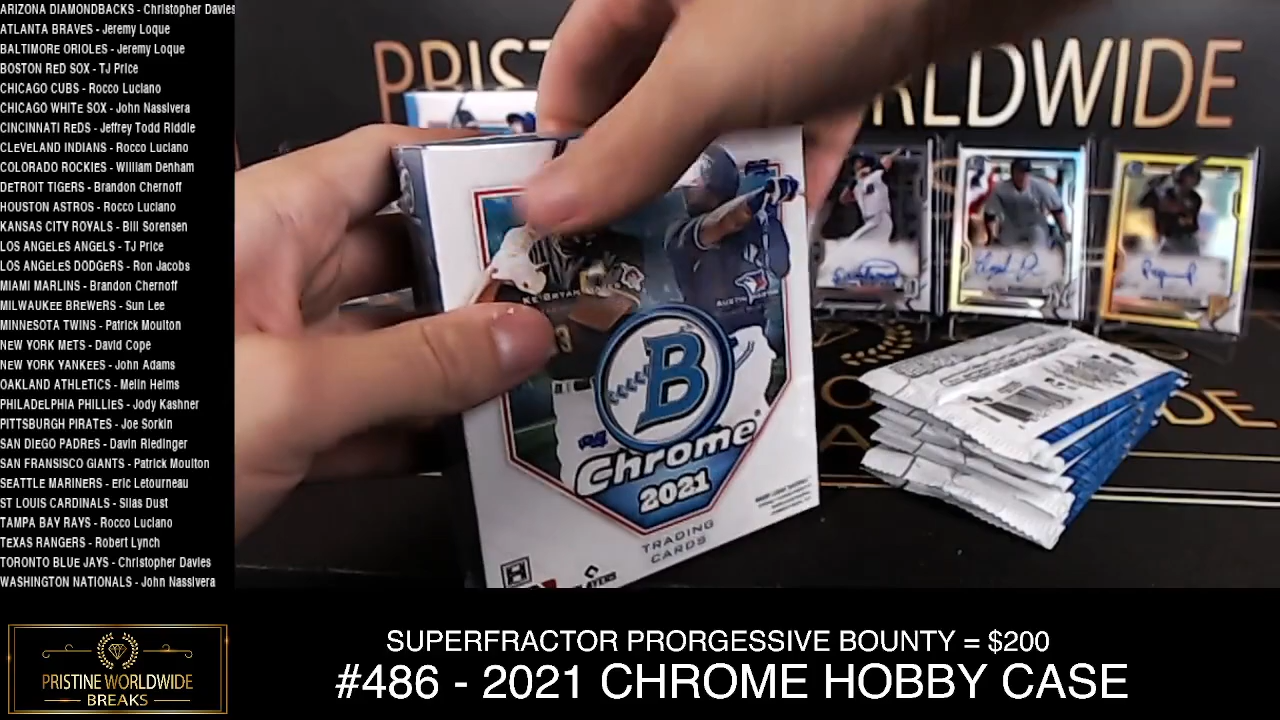 ARIZONA DIAMONDBACKS - Christopher Davies
ATLANTA BRAVES - Jeremy Loque
BALTIMORE ORIOLES - Jeremy Loque
BOSTON RED SOX - TJ Price
CHICAGO CUBS - Rocco Luciano
CHICAGO WHITE SOX - John Nassivera
CINCINNATI REDS - Jeffrey Todd Riddle
CLEVELAND INDIANS - Rocco Luciano
COLORADO ROCKIES - William Denham
DETROIT TIGERS - Brandon Chernoff
HOUSTON ASTROS - Rocco Luciano
KANSAS CITY ROYALS - Bill Sorensen
LOS ANGELES ANGELS - TJ Price
LOS ANGELES DODGERS - Ron Jacobs
MIAMI MARLINS - Brandon Chernoff
MILWAUKEE BREWERS - Sun Lee
MINNESOTA TWINS - Patrick Moulton
NEW YORK METS - David Cope
NEW YORK YANKEES - John Adams
OAKLAND ATHLETICS - Melin Helms
PHILADELPHIA PHILLIES - Jody Kashner
PITTSBURGH PIRATES - Joe Sorkin
SAN DIEGO PADRES - Davin Riedinger
SAN FRANSISCO GIANTS - Patrick Moulton
SEATTLE MARINERS - Eric Letourneau
ST LOUIS CARDINALS - Silas Dust
TAMPA BAY RAYS - Rocco Luciano
TEXAS RANGERS - Robert Lynch
TORONTO BLUE JAYS - Christopher Davies
WASHINGTON NATIONALS - John Nassivera
B
Chrome
2021
TRADING
CARDS
PRISTINE WORLDWIDE
BREAKS
SUPERFRACTOR PRORGESSIVE BOUNTY = $200
#486 - 2021 CHROME HOBBY CASE